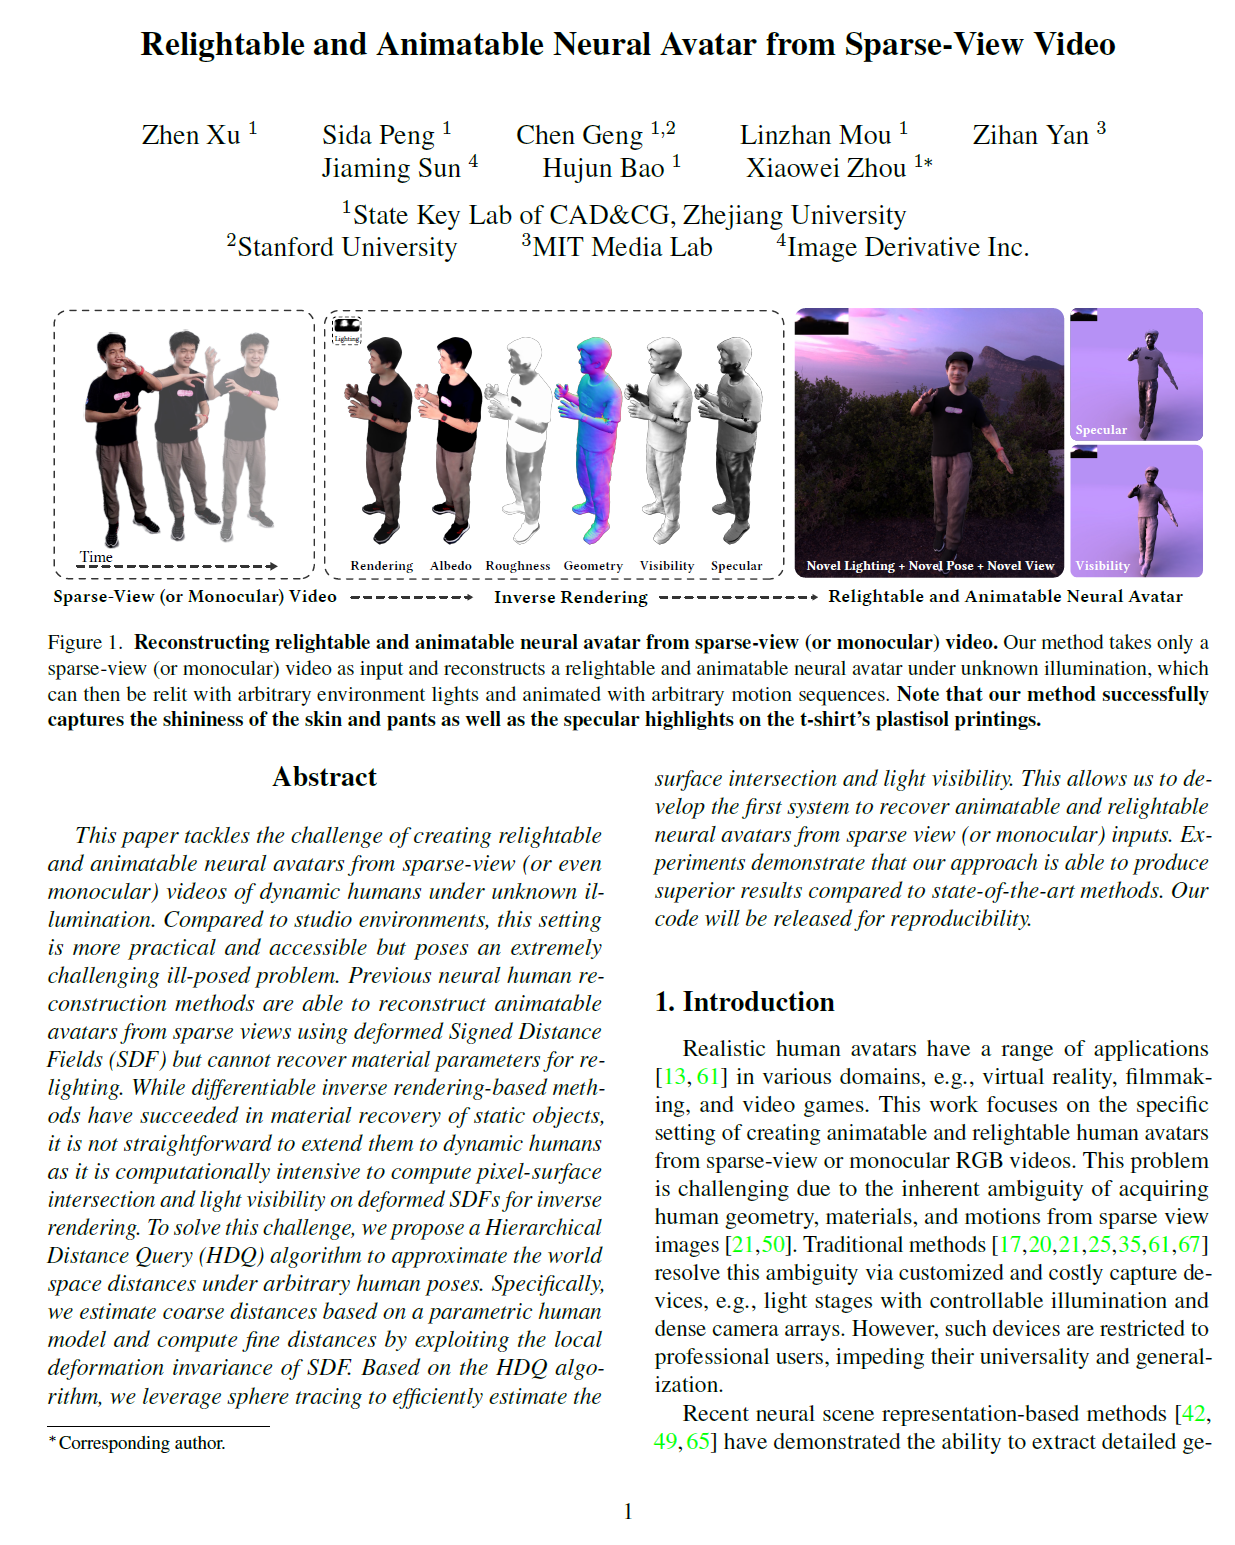 Relightable and Animatable Neural Avatar from Sparse-View Video
Zhen Xu 1 Sida Peng 1 Chen Geng 1,2 Linzhan Mou 1 Zihan Yan 3
Jiaming Sun 4 Hujun Bao 1 Xiaowei Zhou 1*
1State Key Lab of CAD&CG, Zhejiang University
2Stanford University 3MIT Media Lab 4Image Derivative Inc.
Lighting
Time
Rendering Albedo Roughness Geometry Visibility Specular
Novel Lighting + Novel Pose + Novel View
Specular
Visibility
Sparse-View (or Monocular) Video Inverse Rendering Relightable and Animatable Neural Avatar
Figure 1. Reconstructing relightable and animatable neural avatar from sparse-view (or monocular) video. Our method takes only a
sparse-view (or monocular) video as input and reconstructs a relightable and animatable neural avatar under unknown illumination, which
can then be relit with arbitrary environment lights and animated with arbitrary motion sequences. Note that our method successfully
captures the shininess of the skin and pants as well as the specular highlights on the t-shirt's plastisol printings.
Abstract
This paper tackles the challenge of creating relightable
and animatable neural avatars from sparse-view (or even
monocular) videos of dynamic humans under unknown il-
lumination. Compared to studio environments, this setting
is more practical and accessible but poses an extremely
challenging ill-posed problem. Previous neural human re-
construction methods are able to reconstruct animatable
avatars from sparse views using deformed Signed Distance
Fields (SDF) but cannot recover material parameters for re-
lighting. While differentiable inverse rendering-based meth-
ods have succeeded in material recovery of static objects,
it is not straightforward to extend them to dynamic humans
as it is computationally intensive to compute pixel-surface
intersection and light visibility on deformed SDFs for inverse
rendering. To solve this challenge, we propose a Hierarchical
Distance Query (HDQ) algorithm to approximate the world
space distances under arbitrary human poses. Specifically,
we estimate coarse distances based on a parametric human
model and compute fine distances by exploiting the local
deformation invariance of SDF. Based on the HDQ algo-
rithm, we leverage sphere tracing to efficiently estimate the
*Corresponding author.
surface intersection and light visibility. This allows us to de-
velop the first system to recover animatable and relightable
neural avatars from sparse view (or monocular) inputs. Ex-
periments demonstrate that our approach is able to produce
superior results compared to state-of-the-art methods. Our
code will be released for reproducibility.
1. Introduction
Realistic human avatars have a range of applications
[13, 61] in various domains, e.g., virtual reality, filmmak-
ing, and video games. This work focuses on the specific
setting of creating animatable and relightable human avatars
from sparse-view or monocular RGB videos. This problem
is challenging due to the inherent ambiguity of acquiring
human geometry, materials, and motions from sparse view
images [21,50]. Traditional methods [17,20,21,25,35,61,67]
resolve this ambiguity via customized and costly capture de-
vices, e.g., light stages with controllable illumination and
dense camera arrays. However, such devices are restricted to
professional users, impeding their universality and general-
ization.
Recent neural scene representation-based methods [42,
49, 65] have demonstrated the ability to extract detailed ge-
1